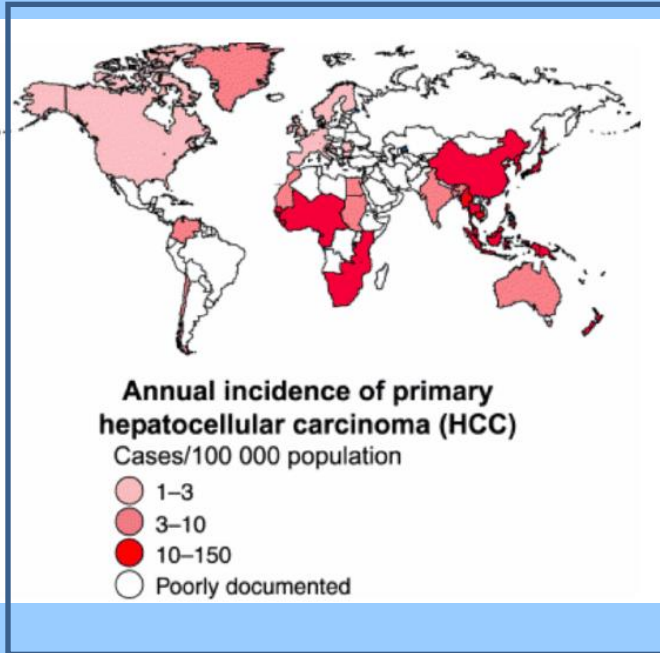 Annual incidence of primary
hepatocellular carcinoma (HCC)
Cases/100 000 population
1–3
3–10
10–150
Poorly documented